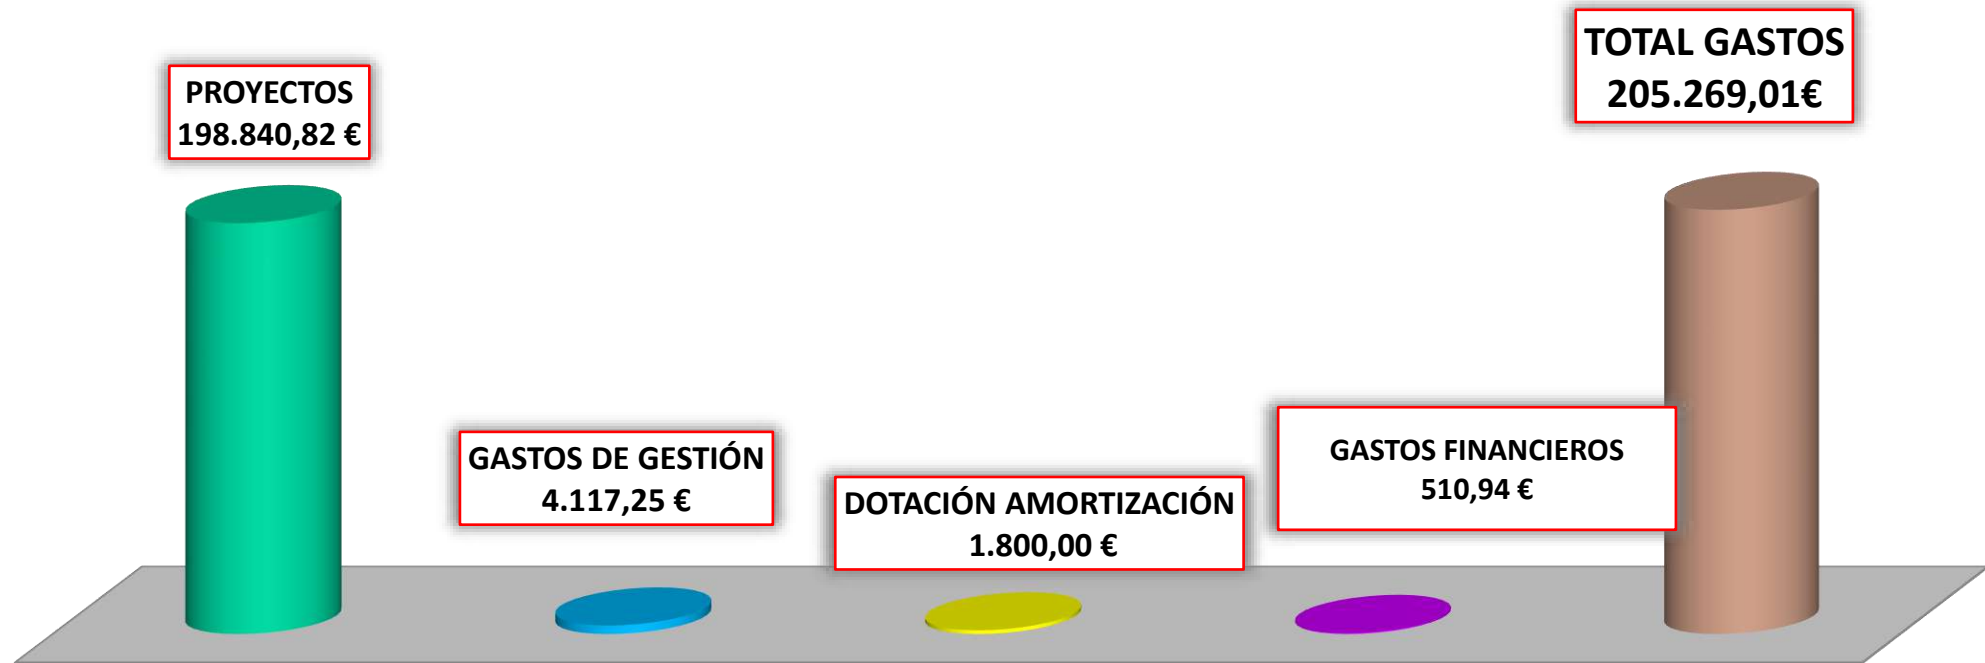 PROYECTOS
198.840,82 €
GASTOS DE GESTIÓN
4.117,25 €
DOTACIÓN AMORTIZACIÓN
1.800,00 €
GASTOS FINANCIEROS
510,94 €
TOTAL GASTOS
205.269,01€